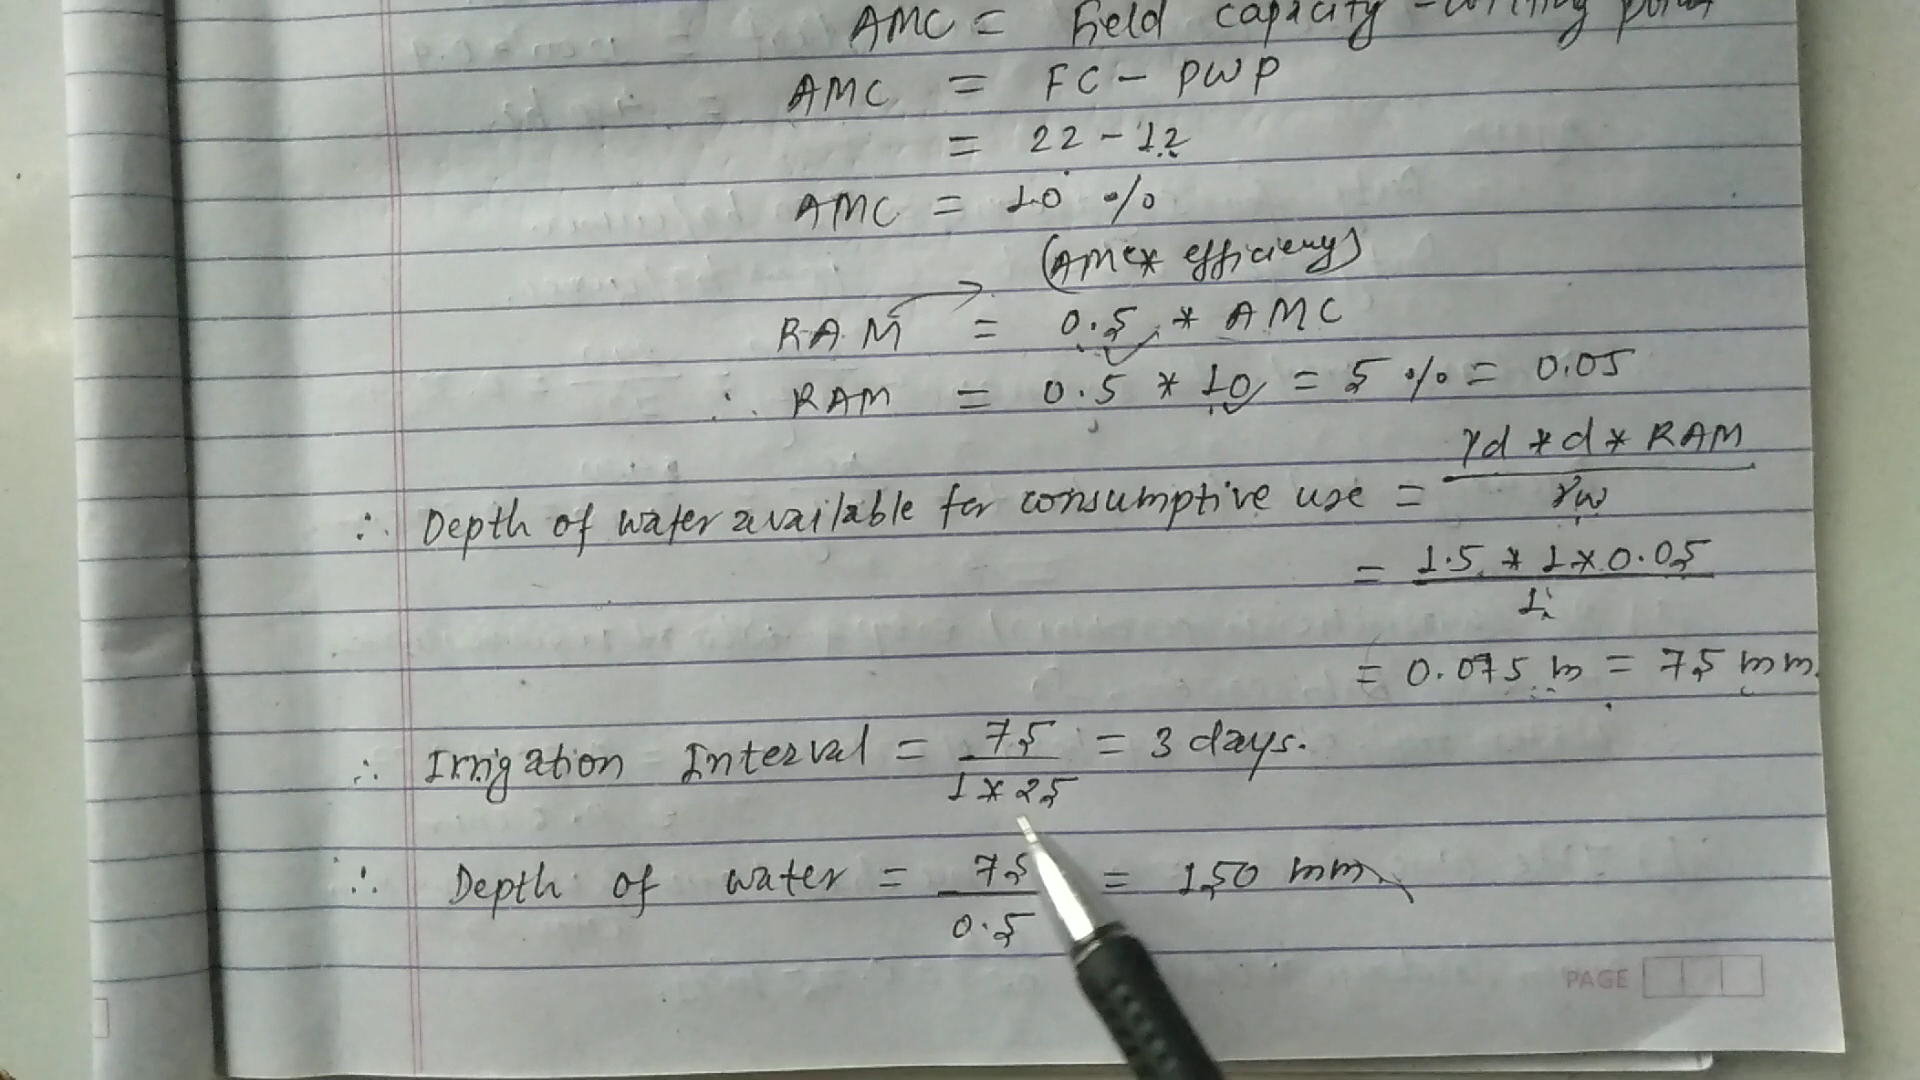 AMC = Field capacity - wilting point
AMC = FC - PWP
= 22 - 12
AMC = 10 %
(AMC * efficiency)
RAM = 0.5 * AMC
∴ RAM = 0.5 * 10 = 5 % = 0.05
∴ Depth of water available for consumptive use = γd * d * RAM / γw
= 1.5 * 1 * 0.05 / 1
= 0.075 m = 75 mm.
∴ Irrigation Interval = 75 / 1 * 25 = 3 days.
∴ Depth of water = 75 / 0.5 = 150 mm
PAGE